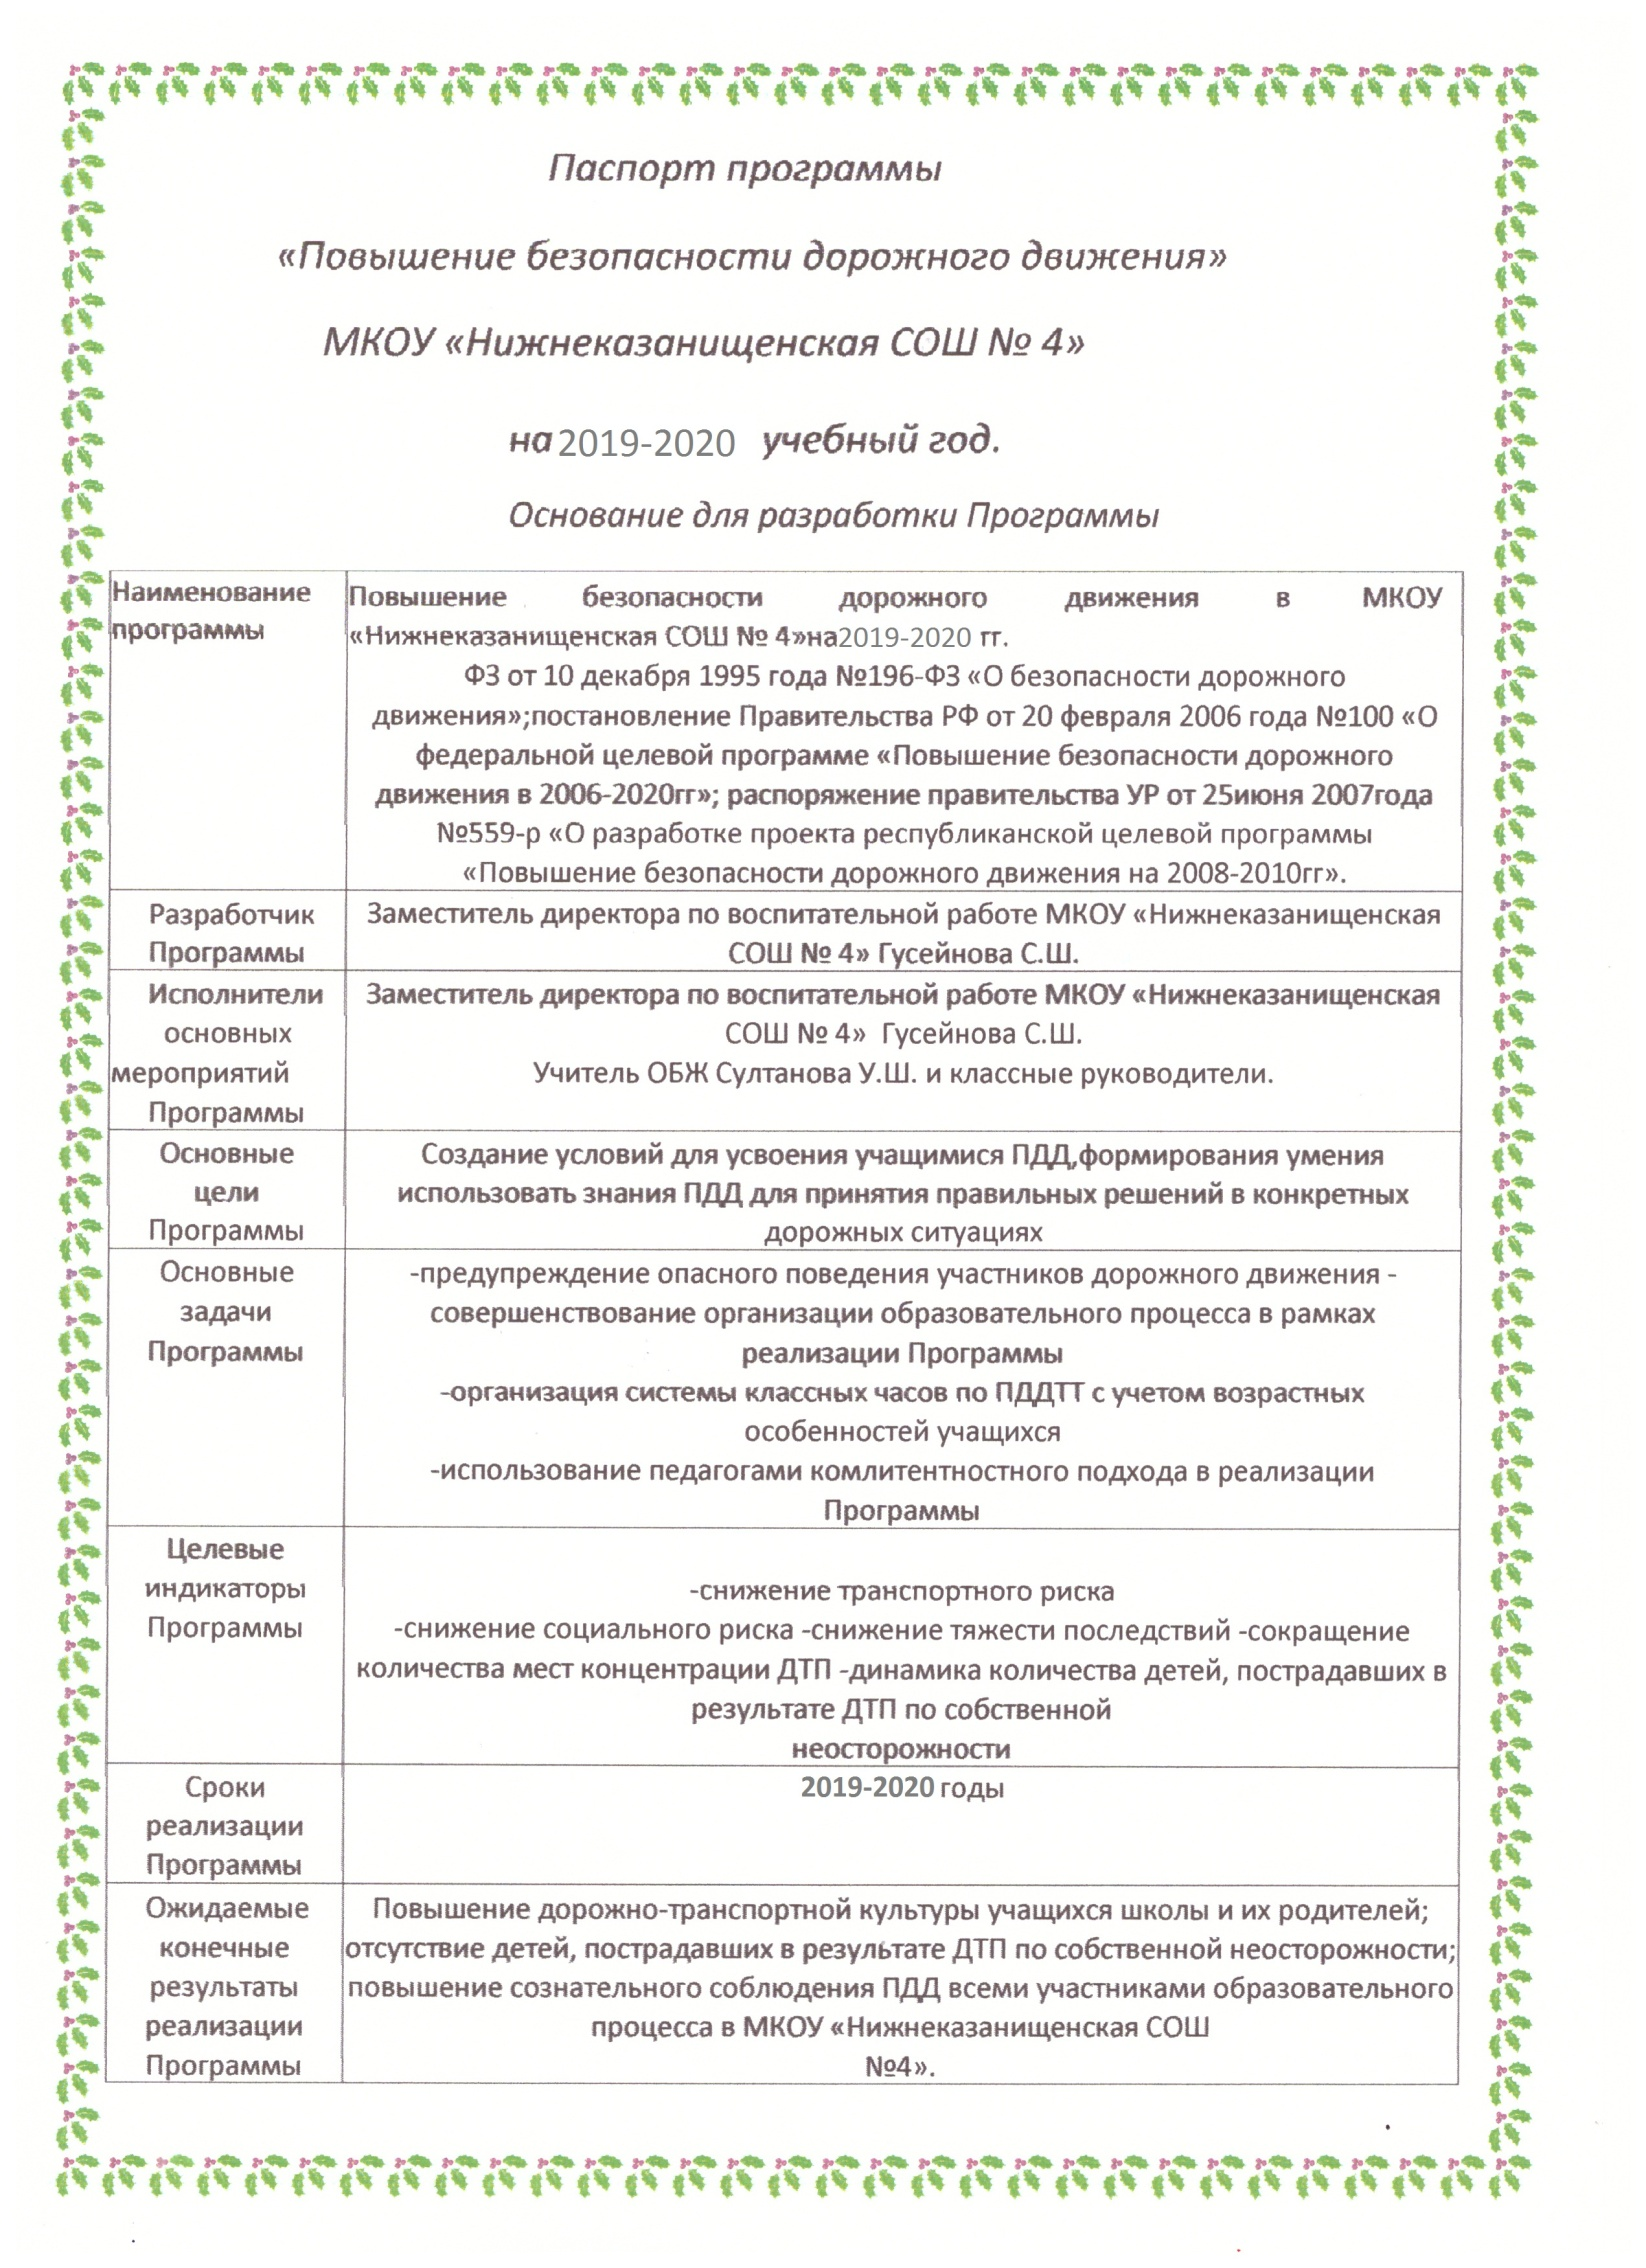 Паспорт программы
«Повышение безопасности дорожного движения»
МКОУ «Нижнеказанищенская СОШ № 4»
на 2019-2020 учебный год.
Основание для разработки Программы
Наименование
программы
Повышение безопасности дорожного движения в МКОУ
«Нижнеказанищенская СОШ № 4»на2019-2020 гг.
ФЗ от 10 декабря 1995 года №196-ФЗ «О безопасности дорожного
движения»;постановление Правительства РФ от 20 февраля 2006 года №100 «О
федеральной целевой программе «Повышение безопасности дорожного
движения в 2006-2020гг»; распоряжение правительства УР от 25июня 2007года
№559-р «О разработке проекта республиканской целевой программы
«Повышение безопасности дорожного движения на 2008-2010гг».
Разработчик
Программы
Заместитель директора по воспитательной работе МКОУ «Нижнеказанищенская
СОШ № 4» Гусейнова С.Ш.
Исполнители
основных
мероприятий
Программы
Заместитель директора по воспитательной работе МКОУ «Нижнеказанищенская
СОШ № 4» Гусейнова С.Ш.
Учитель ОБЖ Султанова У.Ш. и классные руководители.
Основные
цели
Программы
Создание условий для усвоения учащимися ПДД,формирования умения
использовать знания ПДД для принятия правильных решений в конкретных
дорожных ситуациях
Основные
задачи
Программы
-предупреждение опасного поведения участников дорожного движения -
совершенствование организации образовательного процесса в рамках
реализации Программы
-организация системы классных часов по ПДДТТ с учетом возрастных
особенностей учащихся
-использование педагогами комлитентностного подхода в реализации
Программы
Целевые
индикаторы
Программы
-снижение транспортного риска
-снижение социального риска -снижение тяжести последствий -сокращение
количества мест концентрации ДТП -динамика количества детей, пострадавших в
результате ДТП по собственной
неосторожности
Сроки
реализации
Программы
2019-2020 годы
Ожидаемые
конечные
результаты
реализации
Программы
Повышение дорожно-транспортной культуры учащихся школы и их родителей;
отсутствие детей, пострадавших в результате ДТП по собственной неосторожности;
повышение сознательного соблюдения ПДД всеми участниками образовательного
процесса в МКОУ «Нижнеказанищенская СОШ
№4».